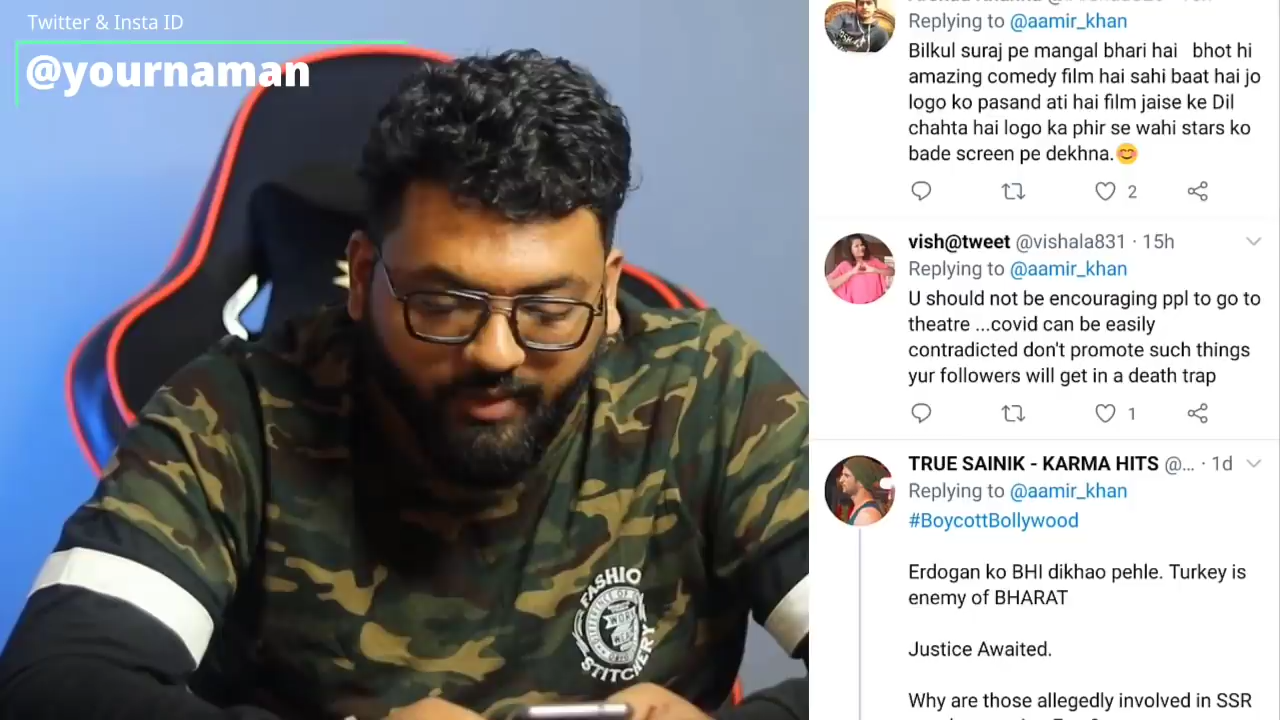 Twitter & Insta ID
@yournaman
Replying to @aamir_khan
Bilkul suraj pe mangal bhari hai bhot hi
amazing comedy film hai sahi baat hai jo
logo ko pasand ati hai film jaise ke Dil
chahta hai logo ka phir se wahi stars ko
bade screen pe dekhna.😊
2
vish@tweet @vishala831 · 15h
Replying to @aamir_khan
U should not be encouraging ppl to go to
theatre ...covid can be easily
contradicted don't promote such things
yur followers will get in a death trap
1
TRUE SAINIK - KARMA HITS @... · 1d
Replying to @aamir_khan
#BoycottBollywood
Erdogan ko BHI dikhao pehle. Turkey is
enemy of BHARAT
Justice Awaited.
Why are those allegedly involved in SSR
FASHIO
STITCHERY